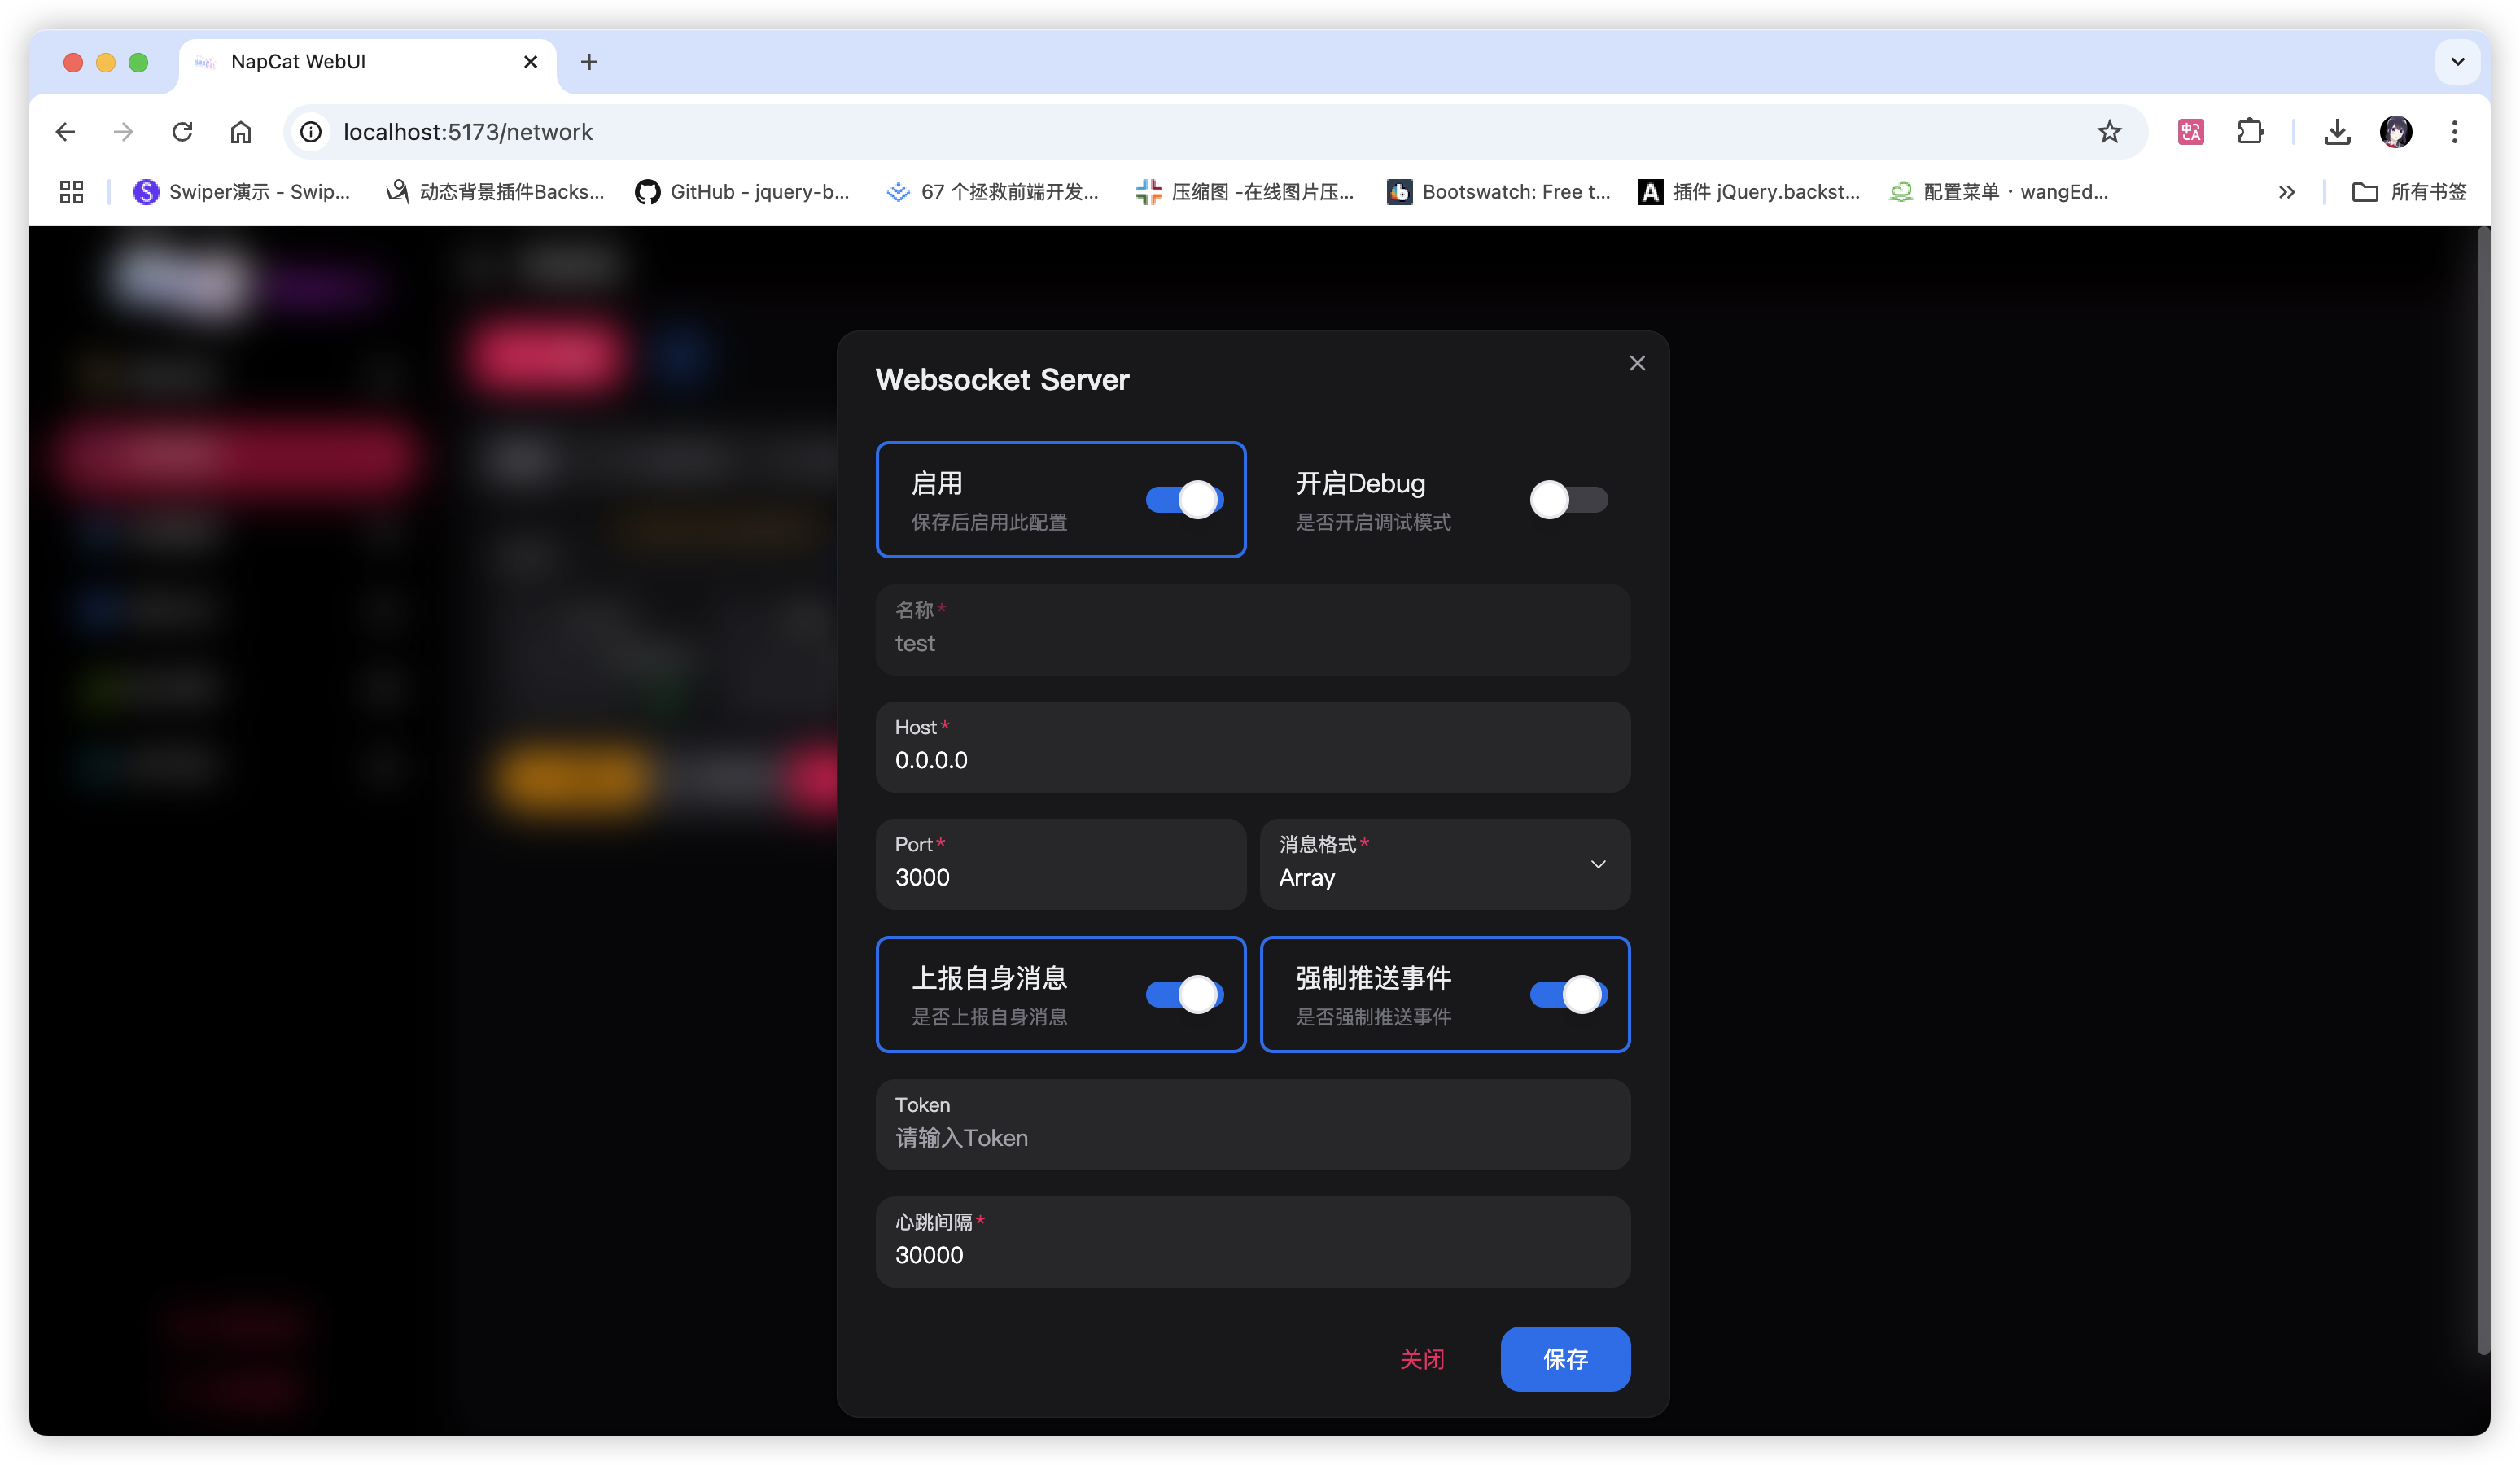 NapCat WebUI
localhost:5173/network
Swiper演示 - Swip...
动态背景插件Backs...
GitHub - jquery-b...
67 个拯救前端开发...
压缩图 -在线图片压...
Bootswatch: Free t...
插件 jQuery.backst...
配置菜单 · wangEd...
所有书签
Websocket Server
启用
保存后启用此配置
开启Debug
是否开启调试模式
名称*
test
Host*
0.0.0.0
Port*
3000
消息格式*
Array
上报自身消息
是否上报自身消息
强制推送事件
是否强制推送事件
Token
请输入Token
心跳间隔*
30000
关闭
保存